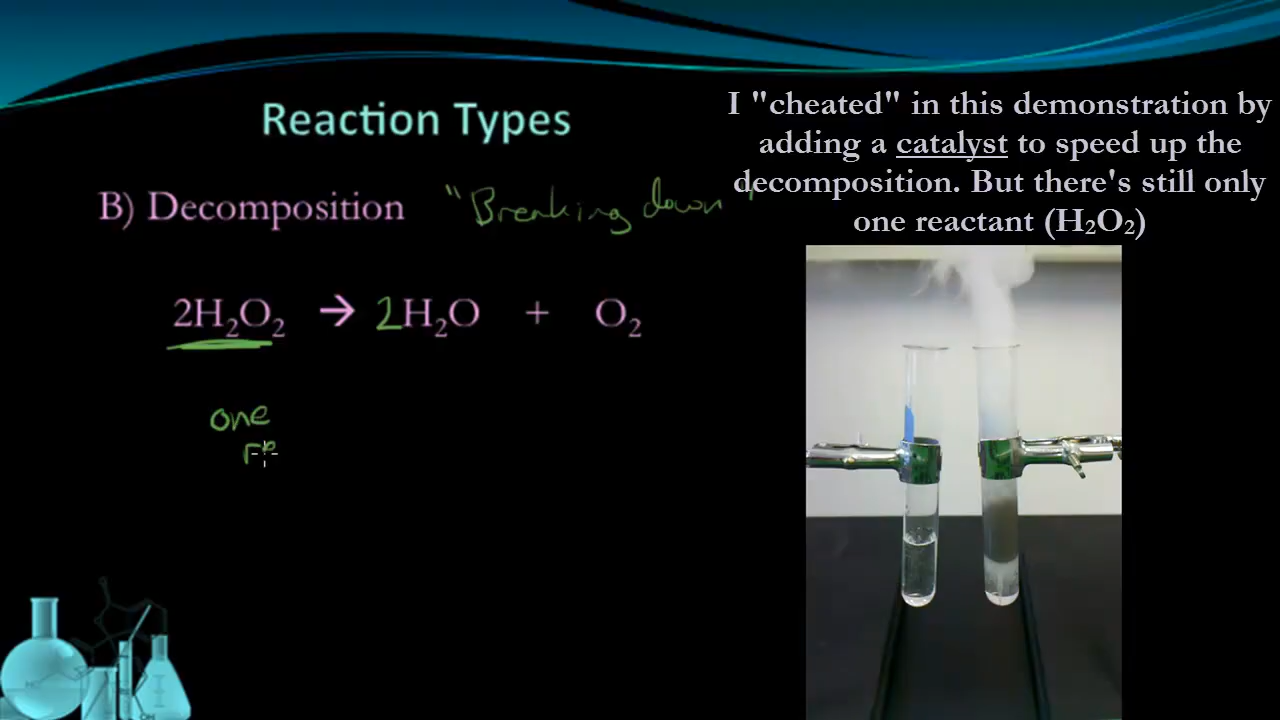 Reaction Types
I "cheated" in this demonstration by
adding a catalyst to speed up the
decomposition. But there's still only
one reactant (H₂O₂)
B) Decomposition "Breaking down"
2H₂O₂ → 2H₂O + O₂
one
re